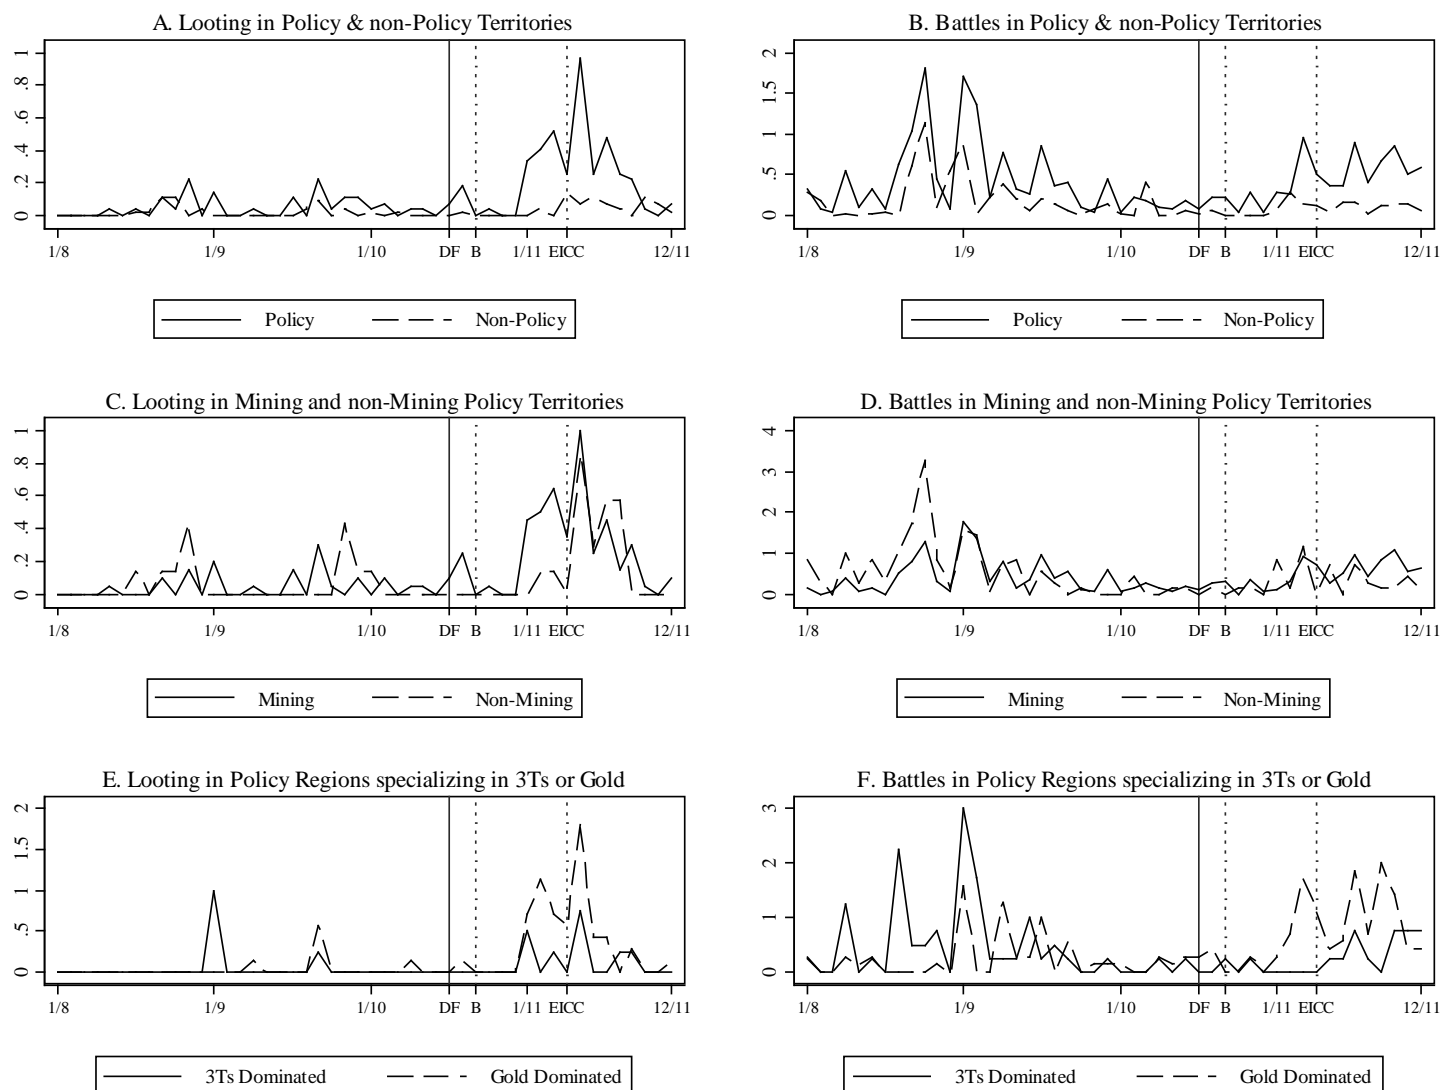 A. Looting in Policy & non-Policy Territories
1
.8
.6
.4
.2
0
1/8 1/9 1/10 DF B 1/11 EICC 12/11
Policy Non-Policy
B. Battles in Policy & non-Policy Territories
2
1.5
1
.5
0
1/8 1/9 1/10 DF B 1/11 EICC 12/11
Policy Non-Policy
C. Looting in Mining and non-Mining Policy Territories
1
.8
.6
.4
.2
0
1/8 1/9 1/10 DF B 1/11 EICC 12/11
Mining Non-Mining
D. Battles in Mining and non-Mining Policy Territories
4
3
2
1
0
1/8 1/9 1/10 DF B 1/11 EICC 12/11
Mining Non-Mining
E. Looting in Policy Regions specializing in 3Ts or Gold
2
1.5
1
.5
0
1/8 1/9 1/10 DF B 1/11 EICC 12/11
3Ts Dominated Gold Dominated
F. Battles in Policy Regions specializing in 3Ts or Gold
3
2
1
0
1/8 1/9 1/10 DF B 1/11 EICC 12/11
3Ts Dominated Gold Dominated